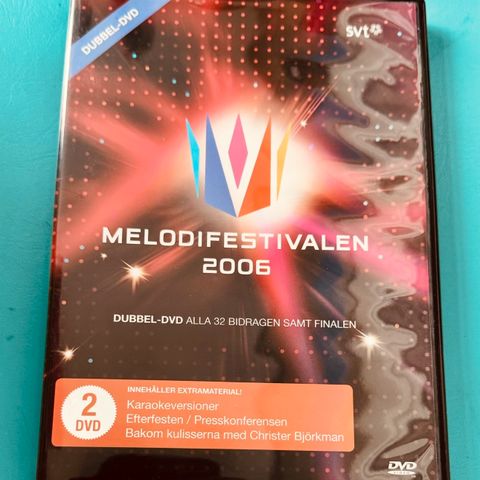 DUBBEL-DVD
svt
MELODIFESTIVALEN
2006
DUBBEL-DVD ALLA 32 BIDRAGEN SAMT FINALEN
2
DVD
INNEHÅLLER EXTRAMATERIAL!
Karaokeversioner
Efterfesten / Presskonferensen
Bakom kulisserna med Christer Björkman
DVD